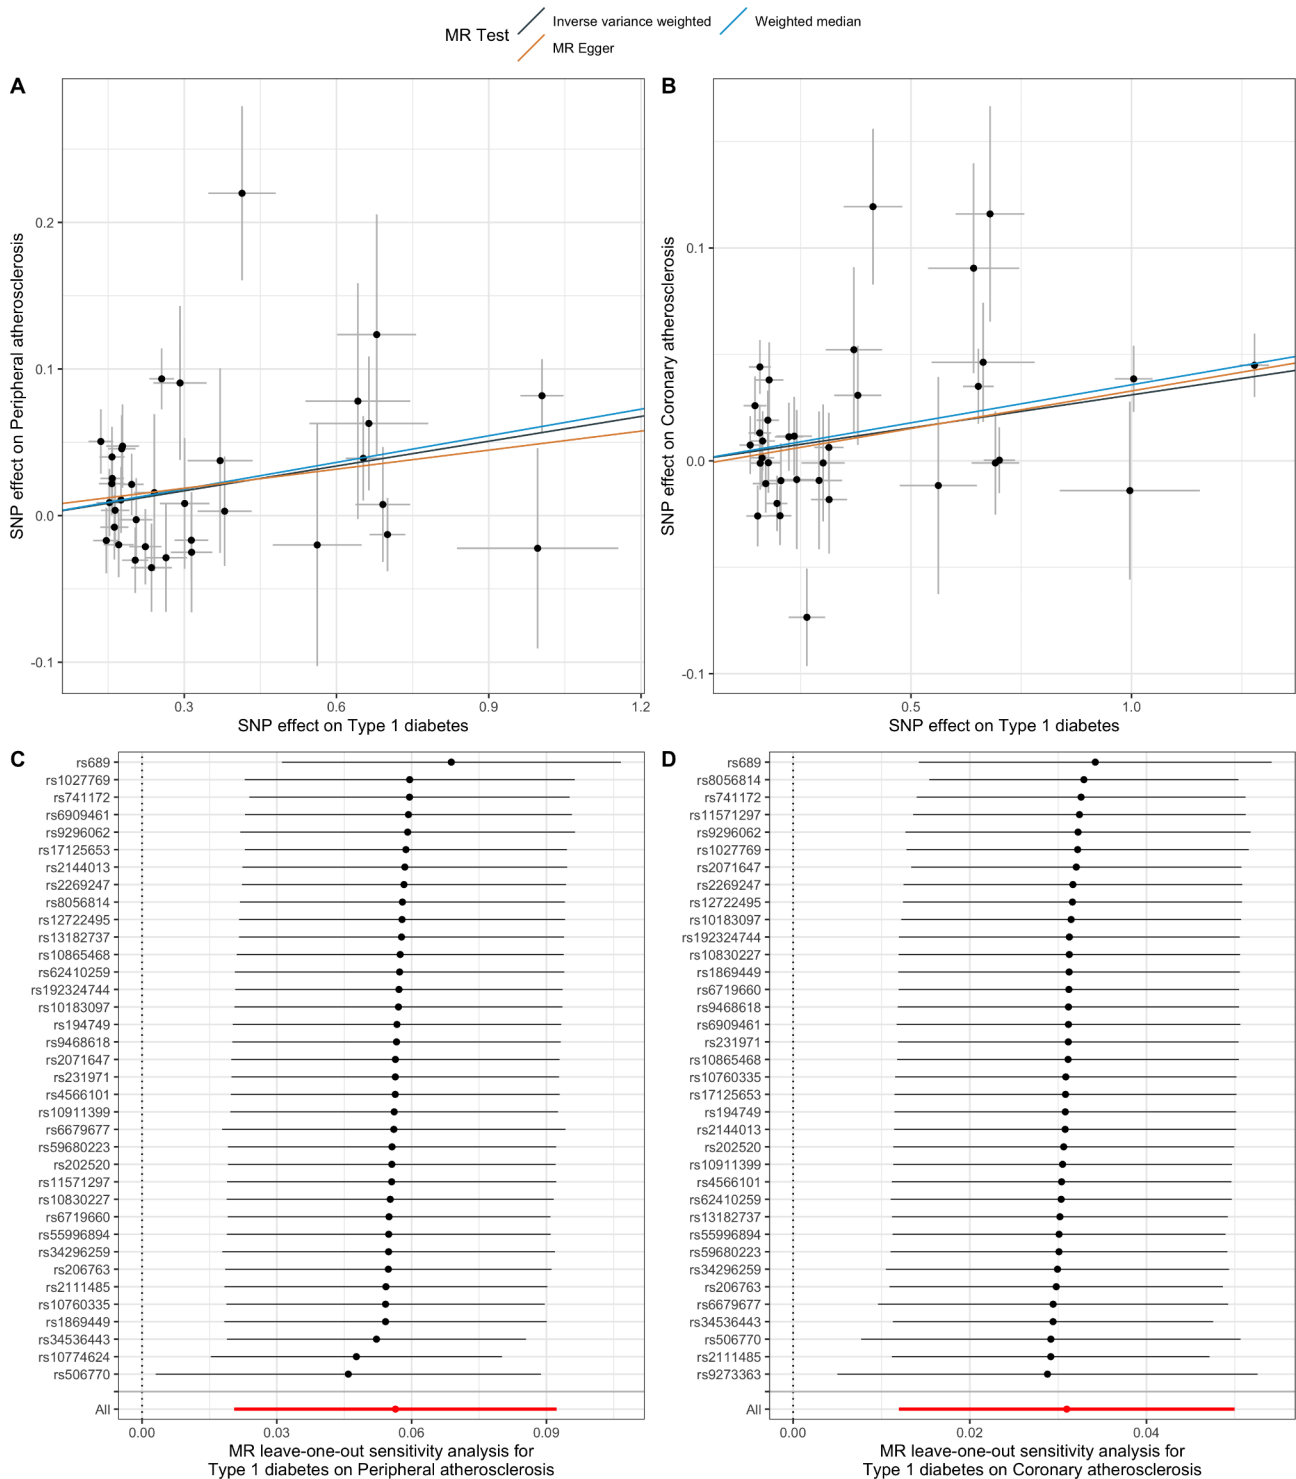 MR Test
Inverse variance weighted
Weighted median
MR Egger
A
SNP effect on Peripheral atherosclerosis
0.2
0.1
0.0
-0.1
0.3
0.6
0.9
1.2
SNP effect on Type 1 diabetes
B
SNP effect on Coronary atherosclerosis
0.1
0.0
-0.1
0.5
1.0
SNP effect on Type 1 diabetes
C
rs689
rs1027769
rs741172
rs6909461
rs9296062
rs17125653
rs2144013
rs2269247
rs8056814
rs12722495
rs13182737
rs10865468
rs62410259
rs192324744
rs10183097
rs194749
rs9468618
rs2071647
rs231971
rs4566101
rs10911399
rs6679677
rs59680223
rs202520
rs11571297
rs10830227
rs6719660
rs55996894
rs34296259
rs206763
rs2111485
rs10760335
rs1869449
rs34536443
rs10774624
rs506770
All
0.00
0.03
0.06
0.09
MR leave-one-out sensitivity analysis for
Type 1 diabetes on Peripheral atherosclerosis
D
rs689
rs8056814
rs741172
rs11571297
rs9296062
rs1027769
rs2071647
rs2269247
rs12722495
rs10183097
rs192324744
rs10830227
rs1869449
rs6719660
rs9468618
rs6909461
rs231971
rs10865468
rs10760335
rs17125653
rs194749
rs2144013
rs202520
rs10911399
rs4566101
rs62410259
rs13182737
rs55996894
rs59680223
rs34296259
rs206763
rs6679677
rs34536443
rs506770
rs2111485
rs9273363
All
0.00
0.02
0.04
MR leave-one-out sensitivity analysis for
Type 1 diabetes on Coronary atherosclerosis